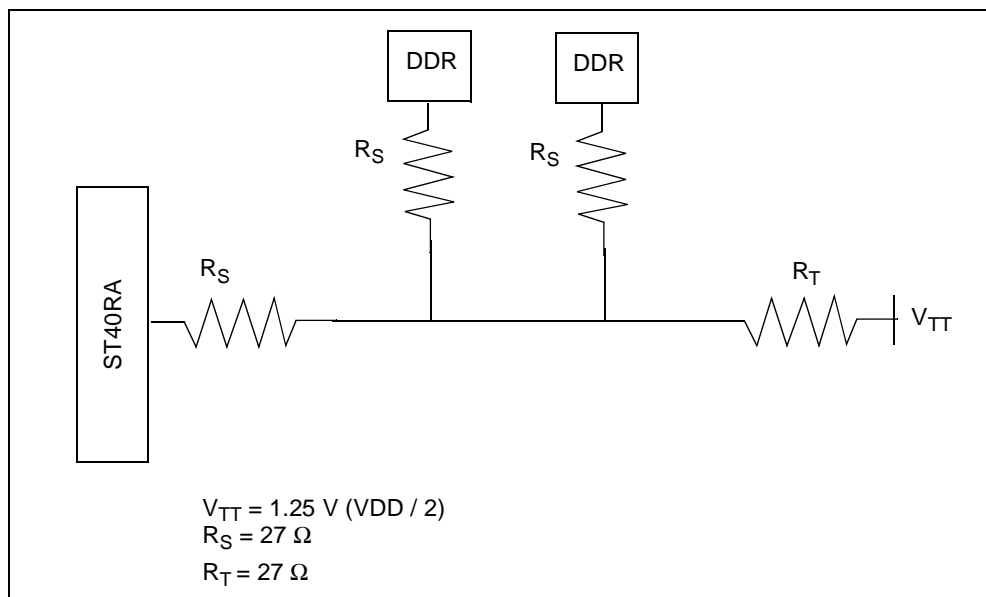 DDR
DDR
RS
RS
ST40RA
RS
RT
VTT
VTT = 1.25 V (VDD / 2)
RS = 27 Ω
RT = 27 Ω